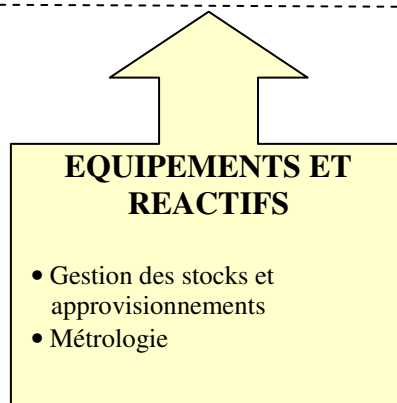 EQUIPEMENTS ET
REACTIFS
• Gestion des stocks et
approvisionnements
• Métrologie